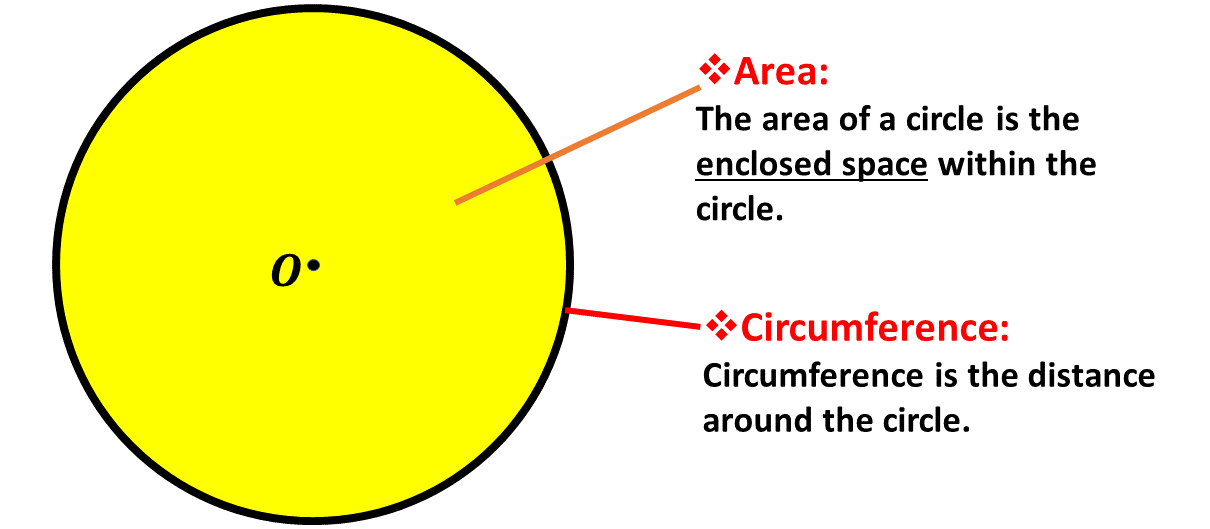 ❖Area:
The area of a circle is the
enclosed space within the
circle.
O
❖Circumference:
Circumference is the distance
around the circle.